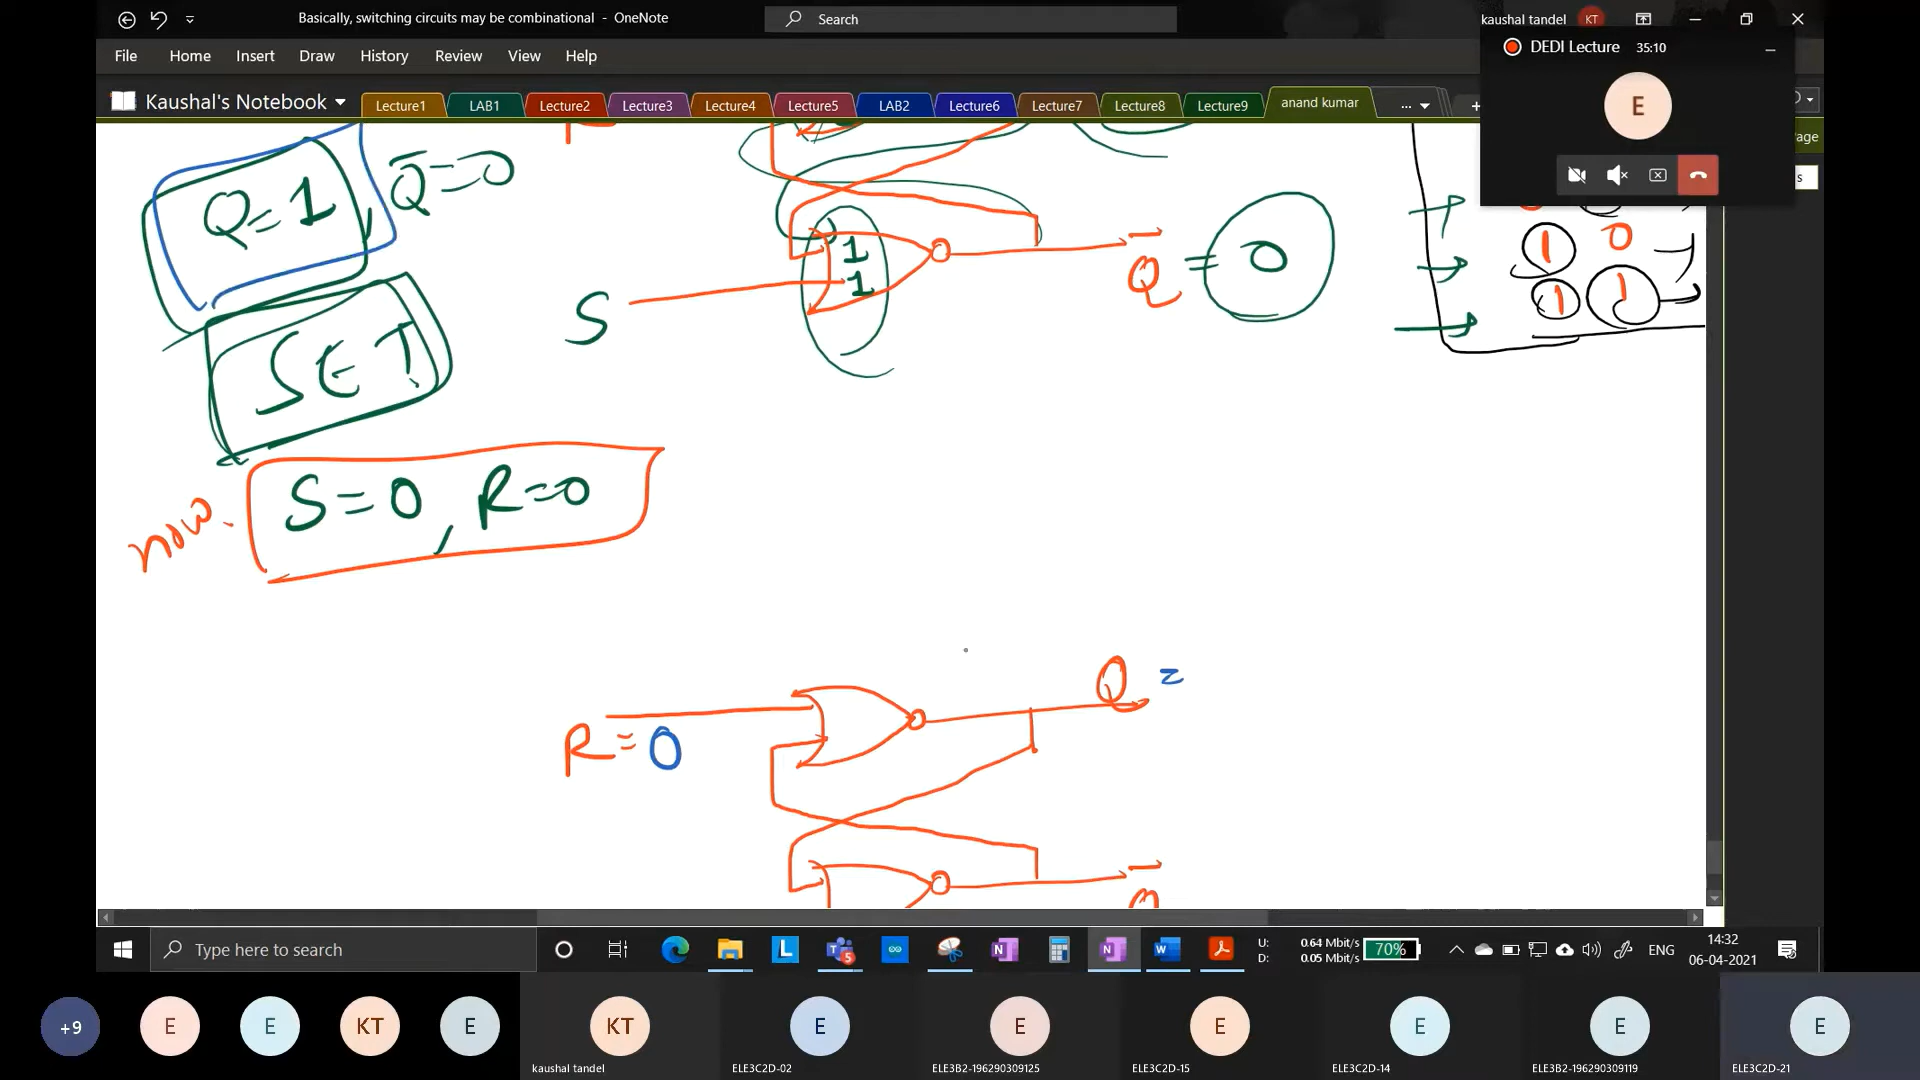 Basically, switching circuits may be combinational - OneNote
Search
kaushal tandel KT
File Home Insert Draw History Review View Help
DEDI Lecture 35:10
E
Kaushal's Notebook
Lecture1 LAB1 Lecture2 Lecture3 Lecture4 Lecture5 LAB2 Lecture6 Lecture7 Lecture8 Lecture9 anand kumar ... +
age
s
Q=1, Q̅=0
SET
S
1
1
Q̅ = 0
1 0
1 1
now. S=0, R=0
R=0
Q =
Type here to search
U: 0.64 Mbit/s
D: 0.05 Mbit/s
70%
ENG
14:32
06-04-2021
5
+9 E E KT E KT E E E E E E
kaushal tandel ELE3C2D-02 ELE3B2-196290309125 ELE3C2D-15 ELE3C2D-14 ELE3B2-196290309119 ELE3C2D-21